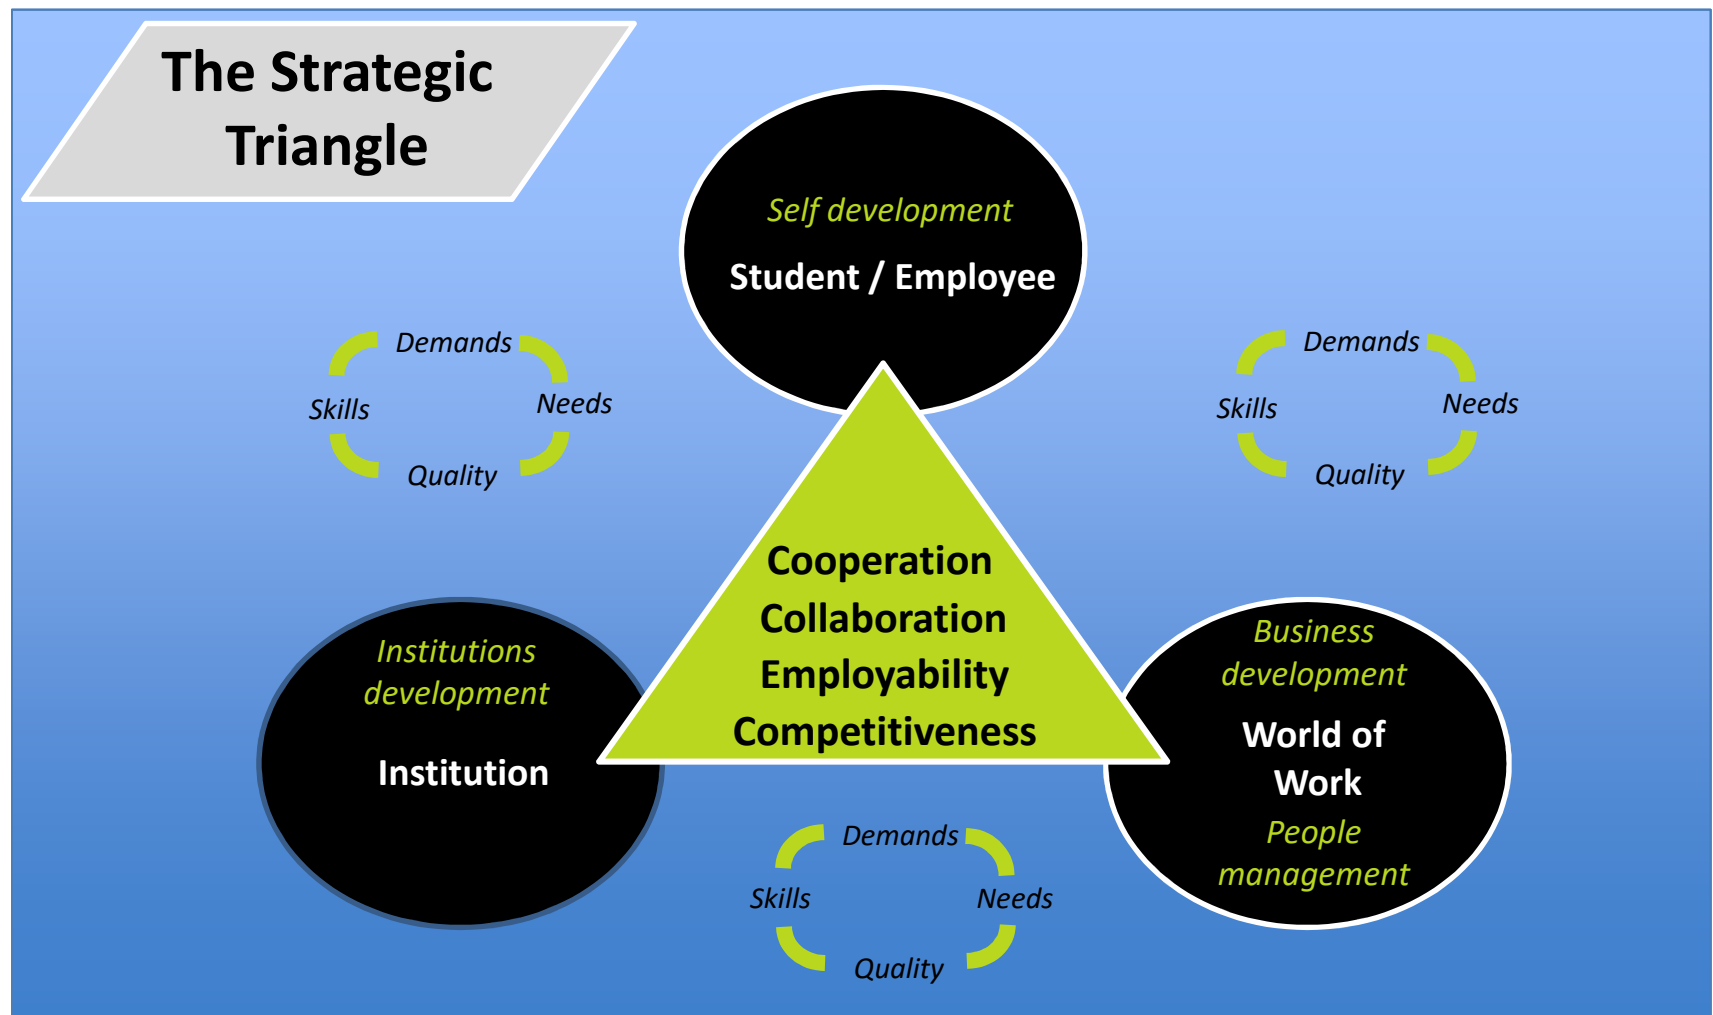 The Strategic
Triangle
Self development
Student / Employee
Demands
Skills
Needs
Quality
Demands
Skills
Needs
Quality
Cooperation
Collaboration
Employability
Competitiveness
Institutions
development
Institution
Business
development
World of
Work
People
management
Demands
Skills
Needs
Quality